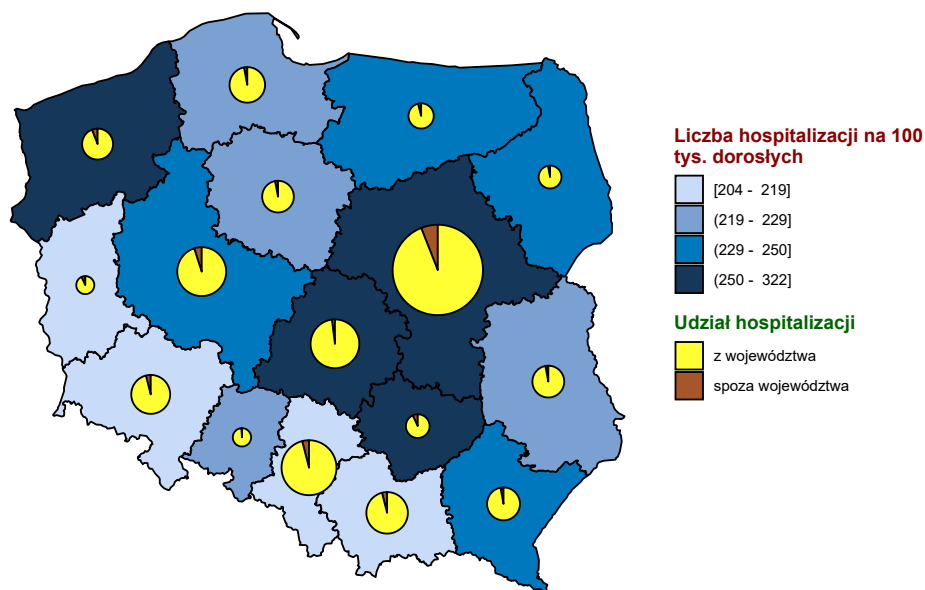 Liczba hospitalizacji na 100
tys. dorosłych
[204 - 219]
(219 - 229]
(229 - 250]
(250 - 322]
Udział hospitalizacji
z województwa
spoza województwa